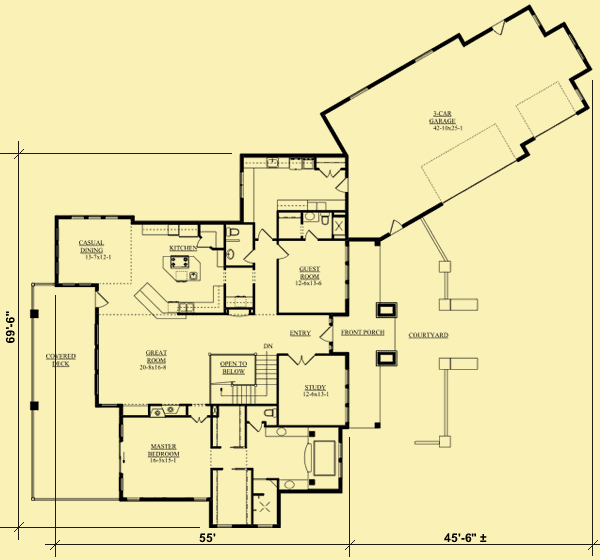 3-CAR
GARAGE
42-10x25-1
CASUAL
DINING
13-7x12-1
KITCHEN
GUEST
ROOM
12-6x13-6
69'-6"
ENTRY
FRONT PORCH
COURTYARD
COVERED
DECK
GREAT
ROOM
20-8x16-8
DN
OPEN TO
BELOW
STUDY
12-6x13-1
MASTER
BEDROOM
16-5x15-1
55'
45'-6" ±